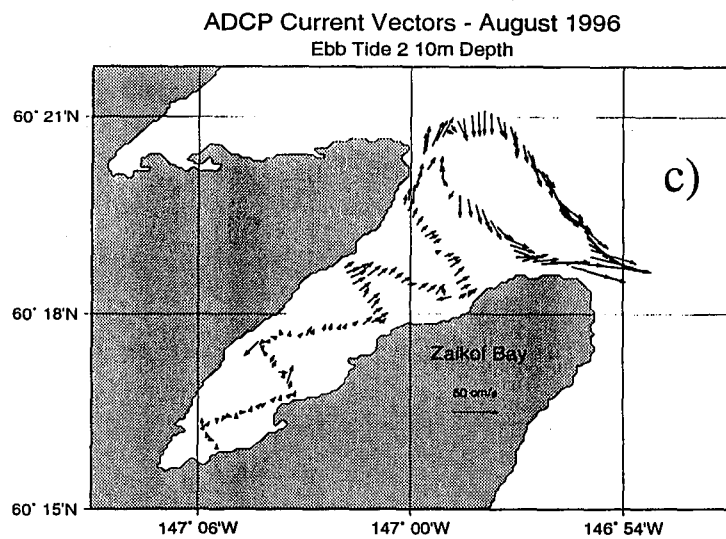 ADCP Current Vectors - August 1996
Ebb Tide 2 10m Depth
60° 21'N
c)
60° 18'N
Zaikof Bay
50 cm/s
60° 15'N
147° 06'W
147° 00'W
146° 54'W